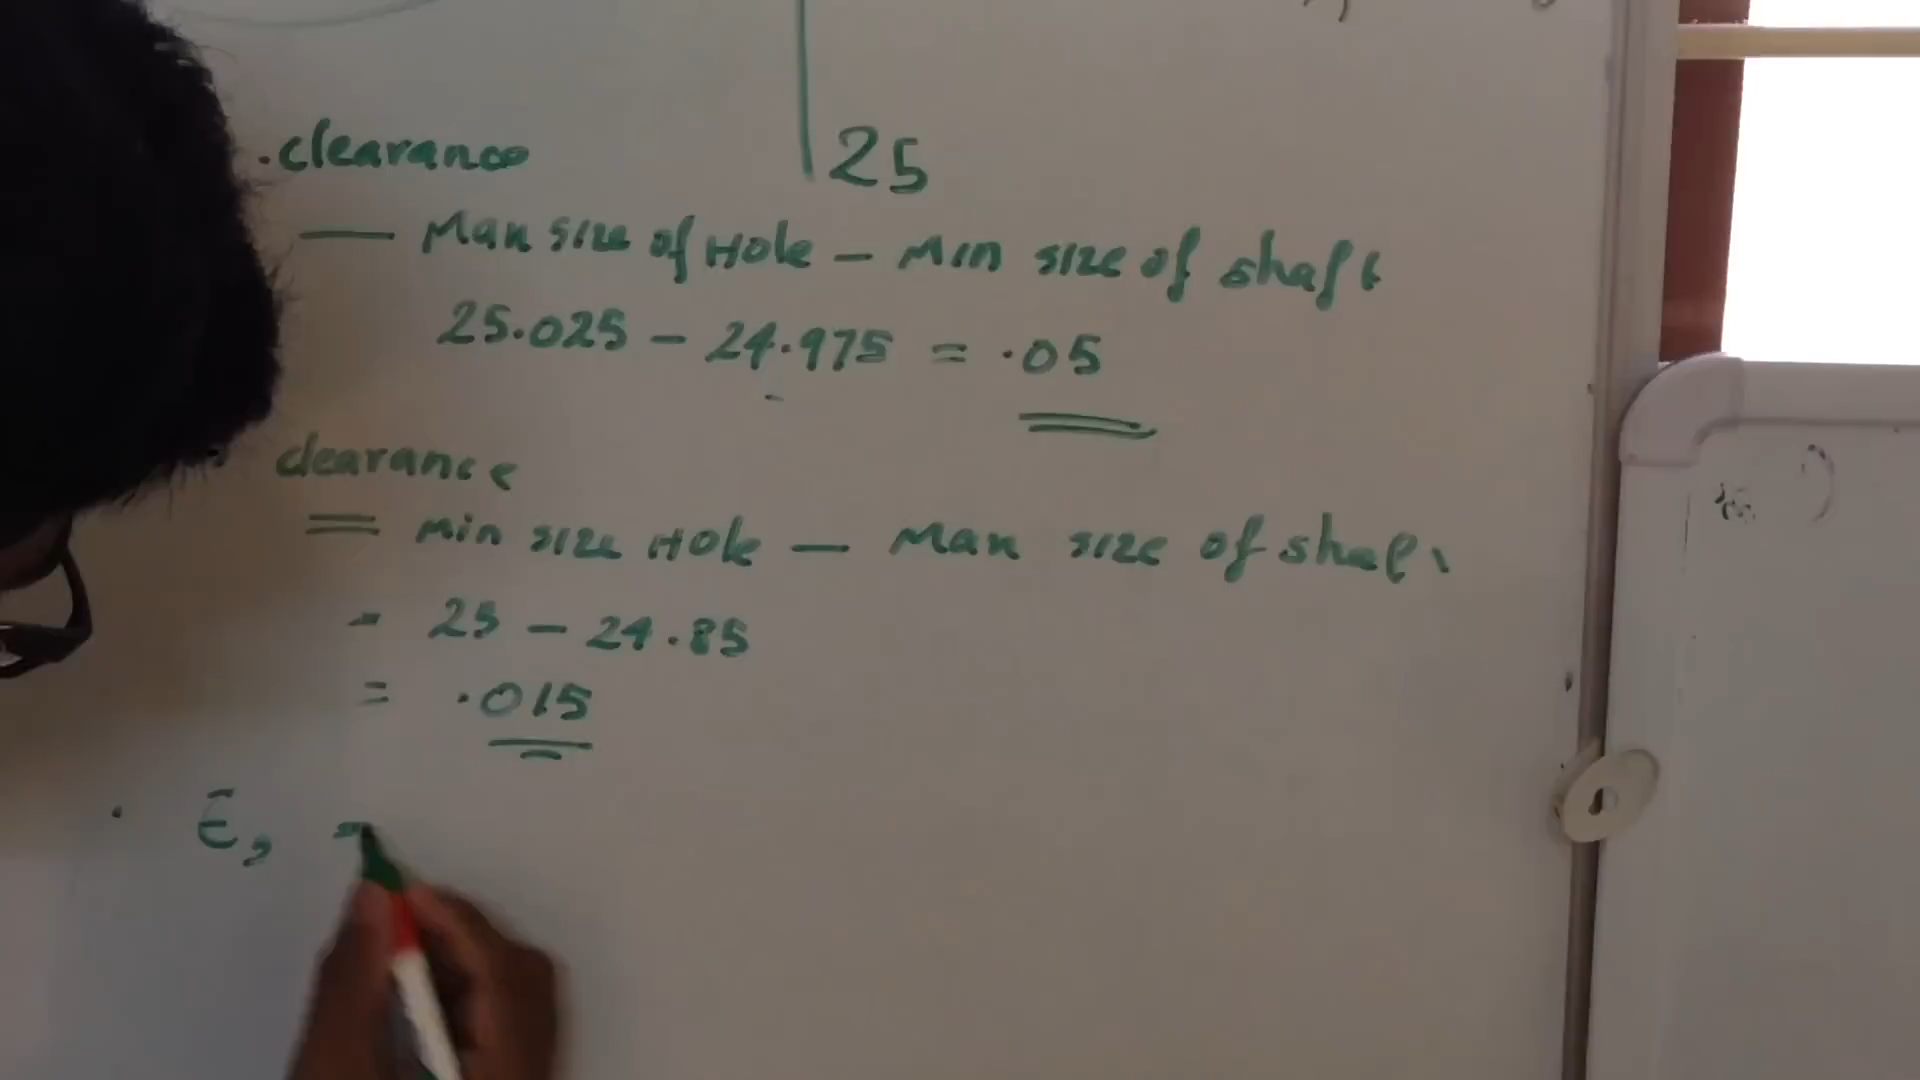 25
.clearance
— Max size of Hole – Min size of shaft
25.025 – 24.975 = .05
clearance
= Min size Hole – Max size of shaft
= 25 – 24.85
= .015